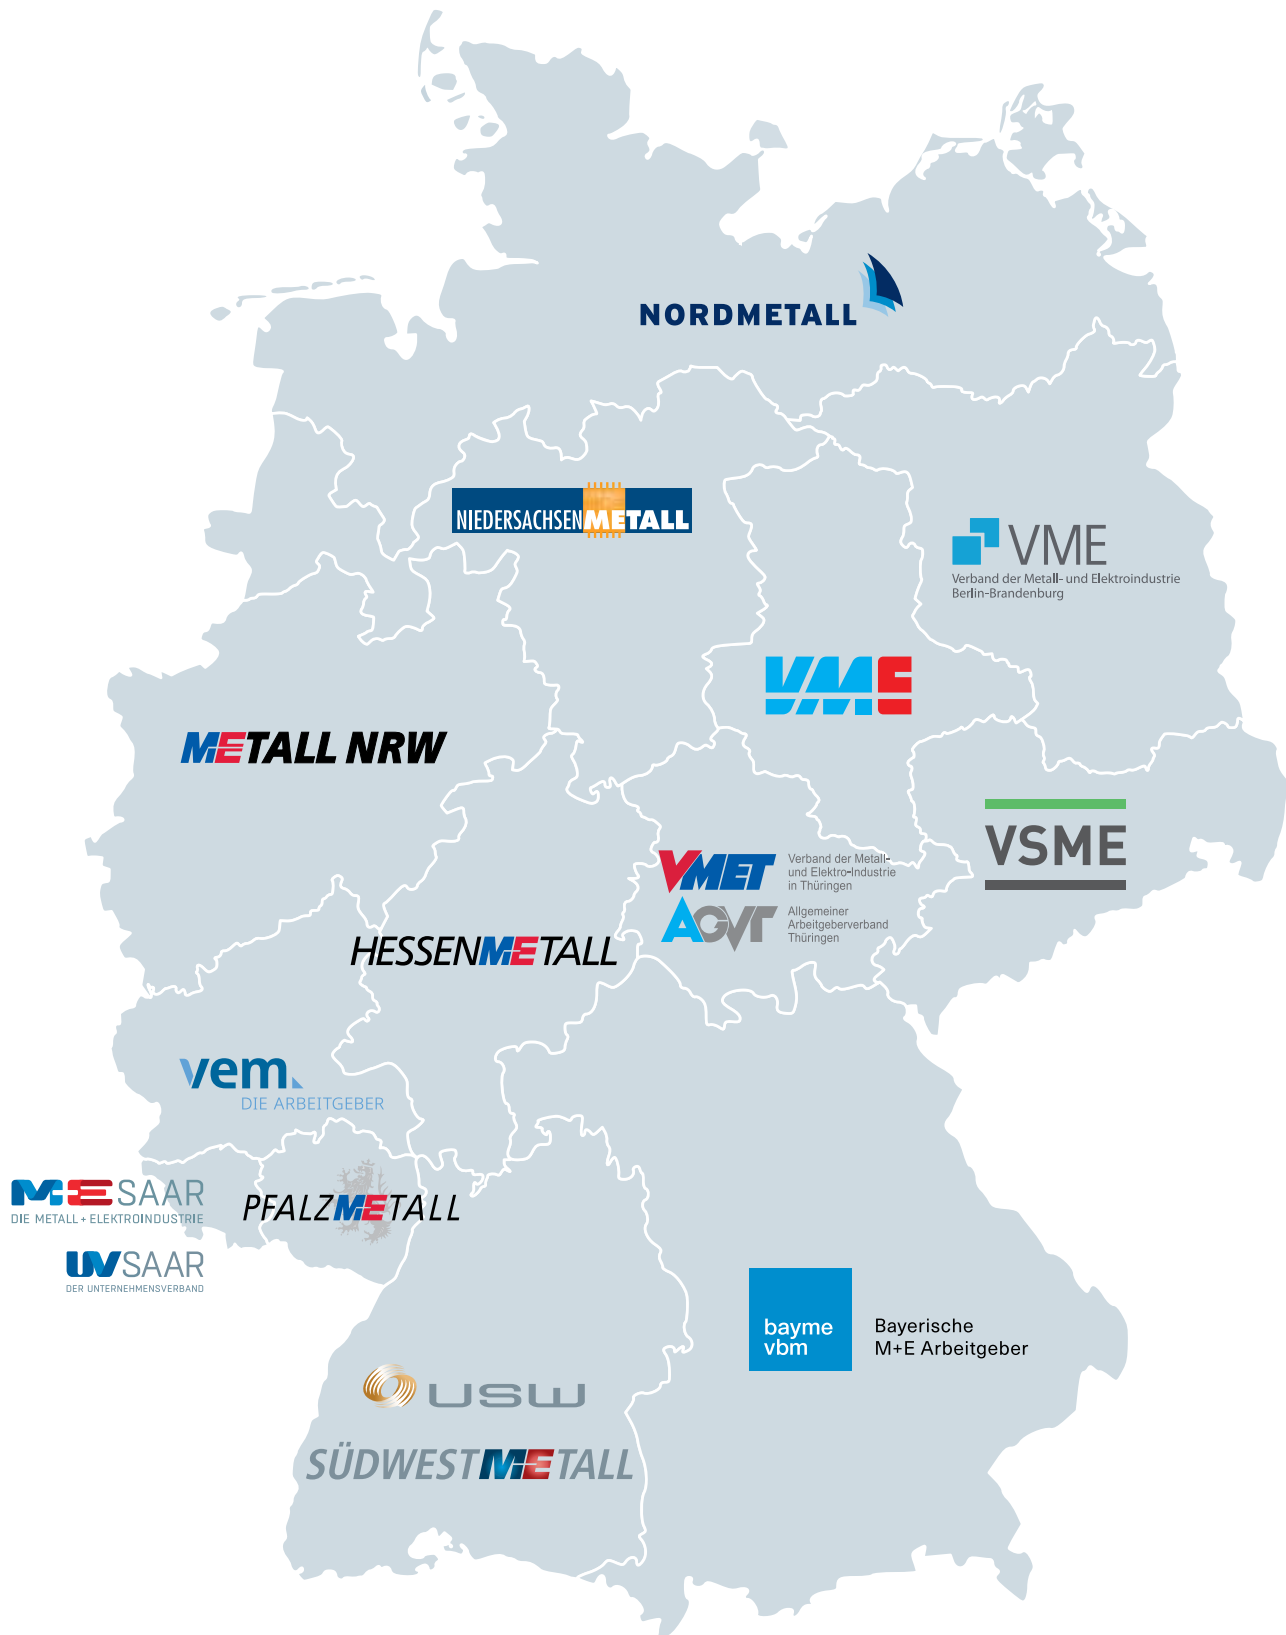 NORDMETALL
NIEDERSACHSENMETALL
VME
Verband der Metall- und Elektroindustrie
Berlin-Brandenburg
VME
METALL NRW
VSME
VMET
Verband der Metall-
und Elektro-Industrie
in Thüringen
AGVT
Allgemeiner
Arbeitgeberverband
Thüringen
HESSENMETALL
vem.
DIE ARBEITGEBER
ME SAAR
DIE METALL + ELEKTROINDUSTRIE
PFALZMETALL
UVSAAR
DER UNTERNEHMENSVERBAND
bayme
vbm
Bayerische
M+E Arbeitgeber
USW
SÜDWESTMETALL